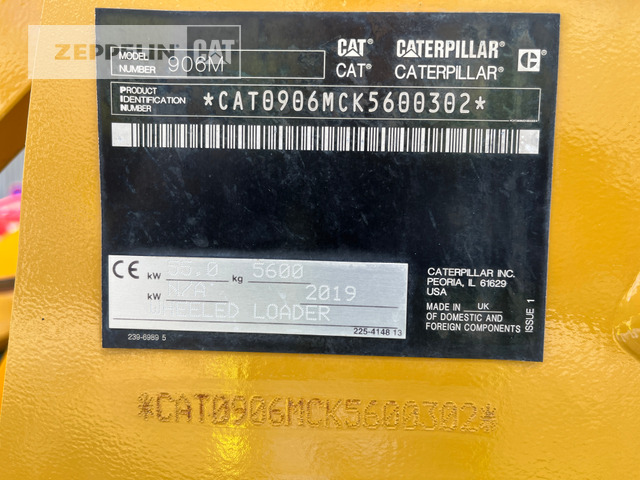 ZEPPELIN CAT
MODEL NUMBER 906M
CAT® CATERPILLAR®
CAT® CATERPILLAR®
PRODUCT
IDENTIFICATION
NUMBER
*CAT0906MCK5600302*
CE kW 55.0 kg 5600
kW N/A 2019
WHEELED LOADER
225-4148 13
239-6989 5
CATERPILLAR INC.
PEORIA, IL 61629
USA
MADE IN UK
OF DOMESTIC AND
FOREIGN COMPONENTS
ISSUE 1
*CAT0906MCK5600302*